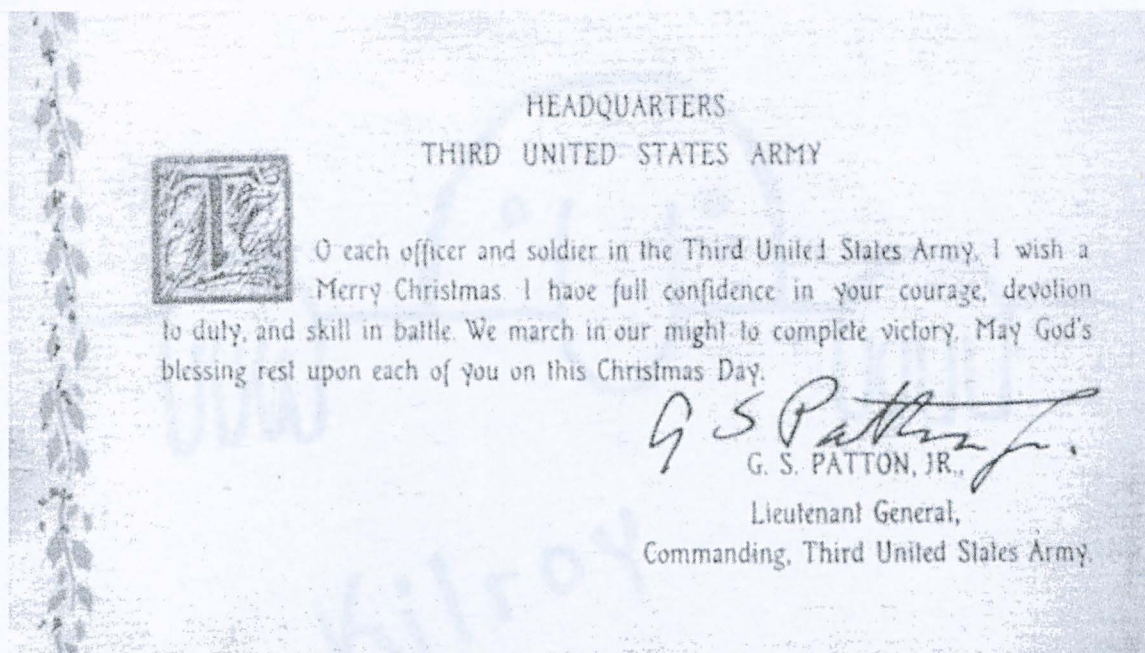 HEADQUARTERS
THIRD UNITED STATES ARMY
TO each officer and soldier in the Third United States Army, I wish a
Merry Christmas. I have full confidence in your courage, devotion
to duty, and skill in battle. We march in our might to complete victory. May God's
blessing rest upon each of you on this Christmas Day.
G S Patton Jr.
G. S. PATTON, JR.,
Lieutenant General,
Commanding, Third United States Army.
Kilroy